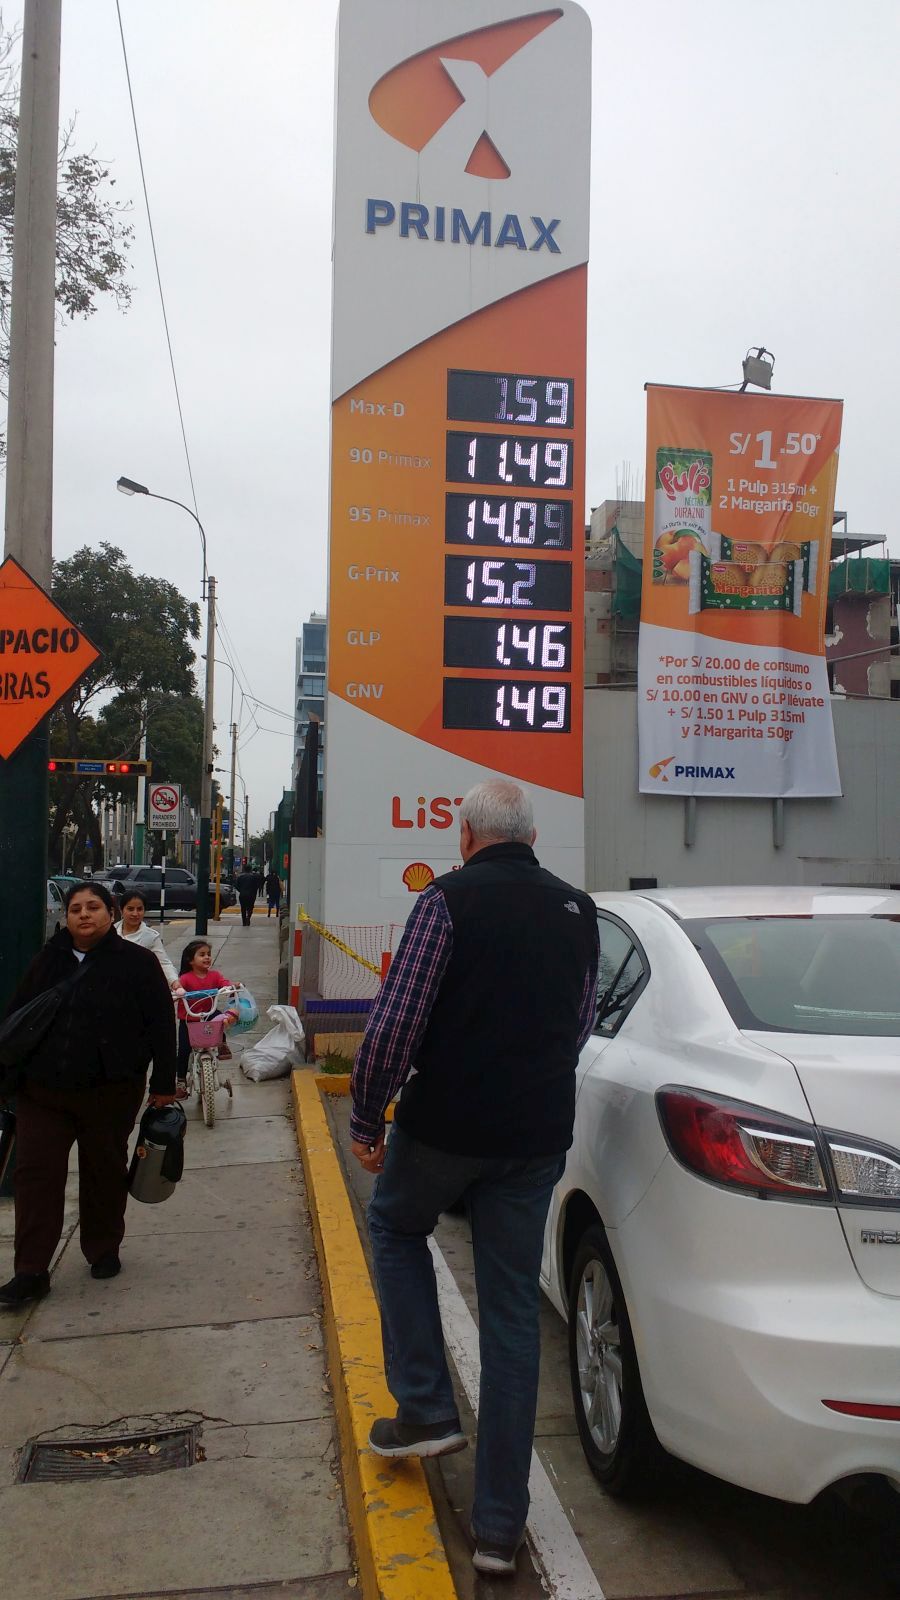 PRIMAX
Max-D
.59
90 Primax 11.49
95 Primax 14.09
G-Prix 15.2
GLP 1.46
GNV 1.49
LiS
PACIO
BRAS
PARADERO
PROHIBIDO
S/ 1.50*
1 Pulp 315ml +
2 Margarita 50gr
Pulp
NÉCTAR
DURAZNO
Margarita
*Por S/ 20.00 de consumo
en combustibles líquidos o
S/ 10.00 en GNV o GLP llévate
+ S/ 1.50 1 Pulp 315ml
y 2 Margarita 50gr
PRIMAX